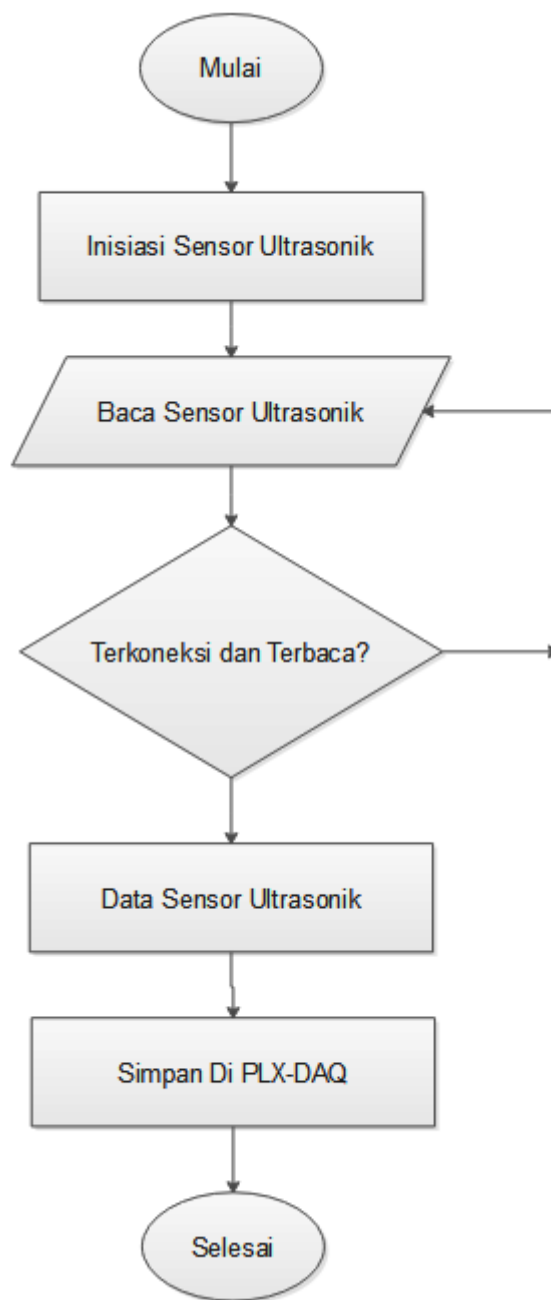 Mulai
Inisiasi Sensor Ultrasonik
Baca Sensor Ultrasonik
Terkoneksi dan Terbaca?
Data Sensor Ultrasonik
Simpan Di PLX-DAQ
Selesai